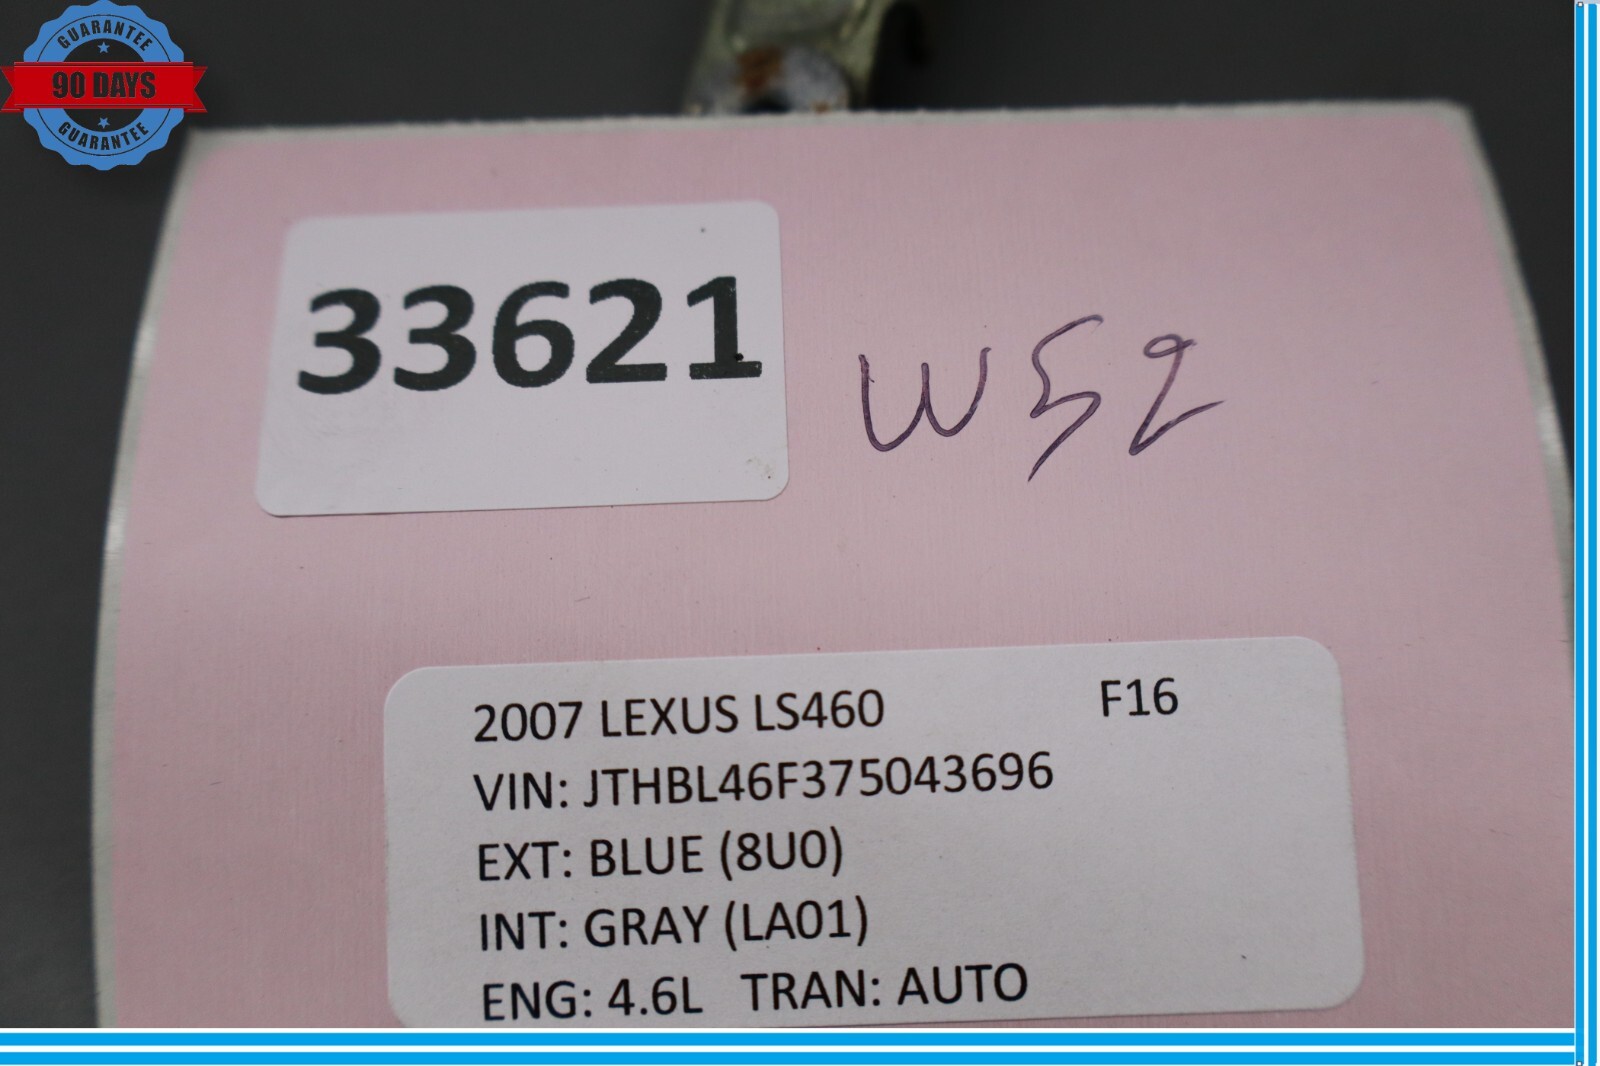 GUARANTEE
90 DAYS
GUARANTEE
33621
W52
2007 LEXUS LS460 F16
VIN: JTHBL46F375043696
EXT: BLUE (8U0)
INT: GRAY (LA01)
ENG: 4.6L TRAN: AUTO